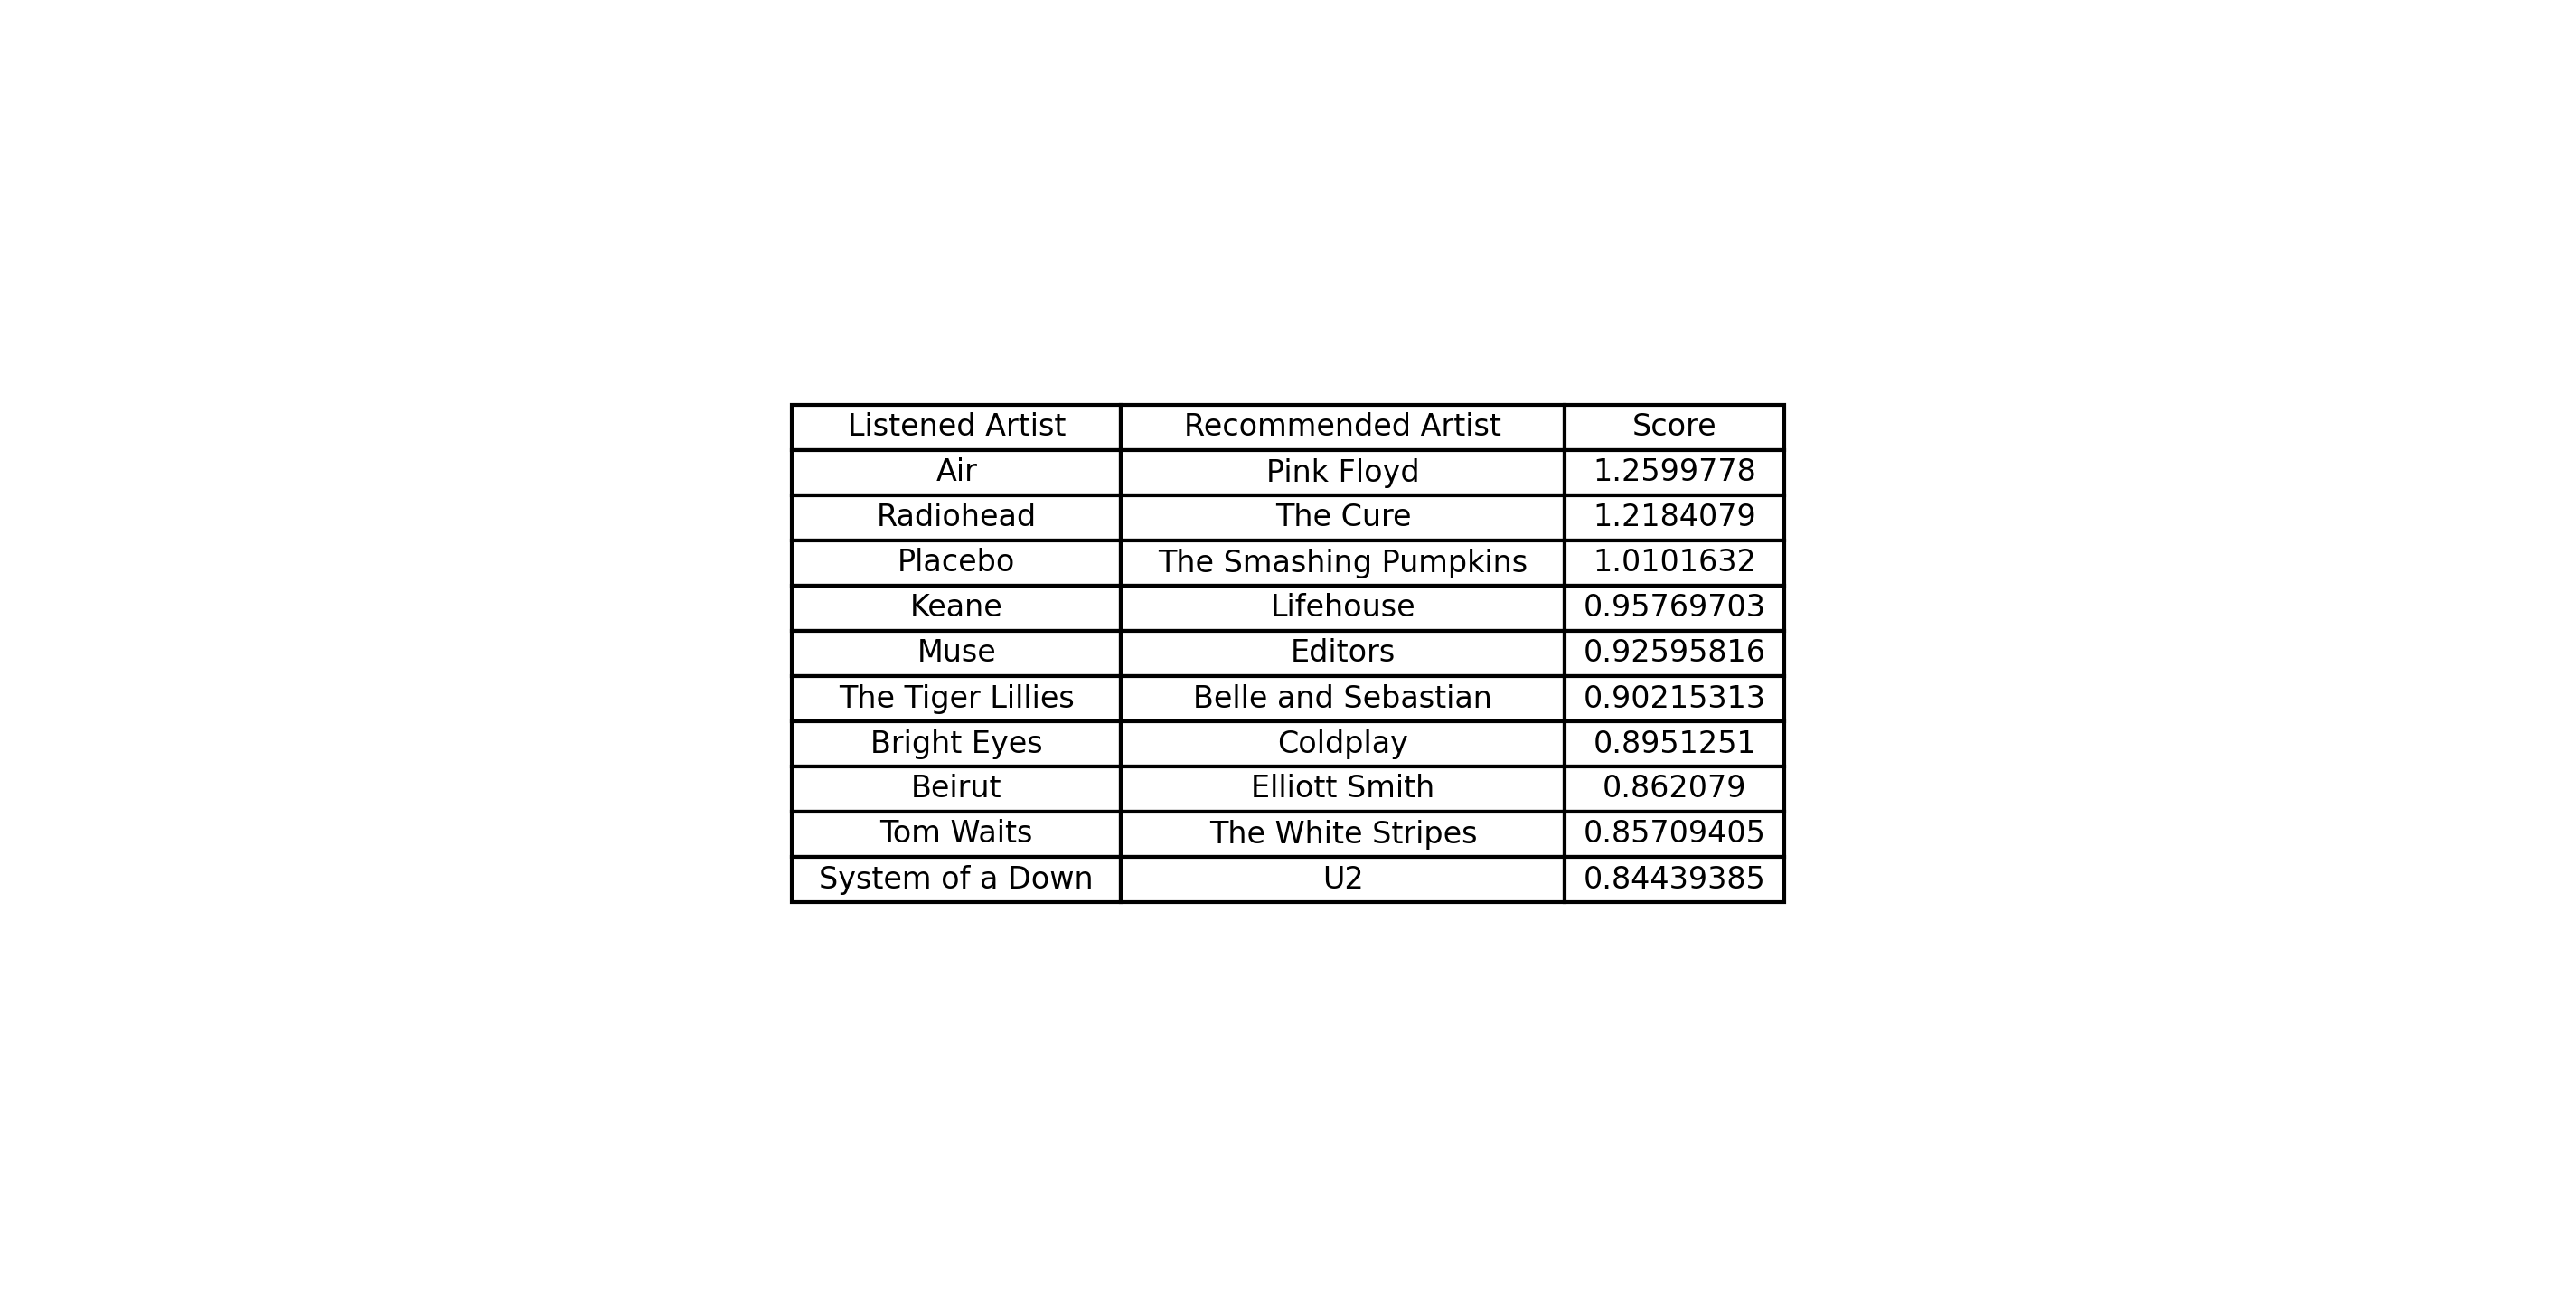 Listened Artist Recommended Artist Score
Air Pink Floyd 1.2599778
Radiohead The Cure 1.2184079
Placebo The Smashing Pumpkins 1.0101632
Keane Lifehouse 0.95769703
Muse Editors 0.92595816
The Tiger Lillies Belle and Sebastian 0.90215313
Bright Eyes Coldplay 0.8951251
Beirut Elliott Smith 0.862079
Tom Waits The White Stripes 0.85709405
System of a Down U2 0.84439385